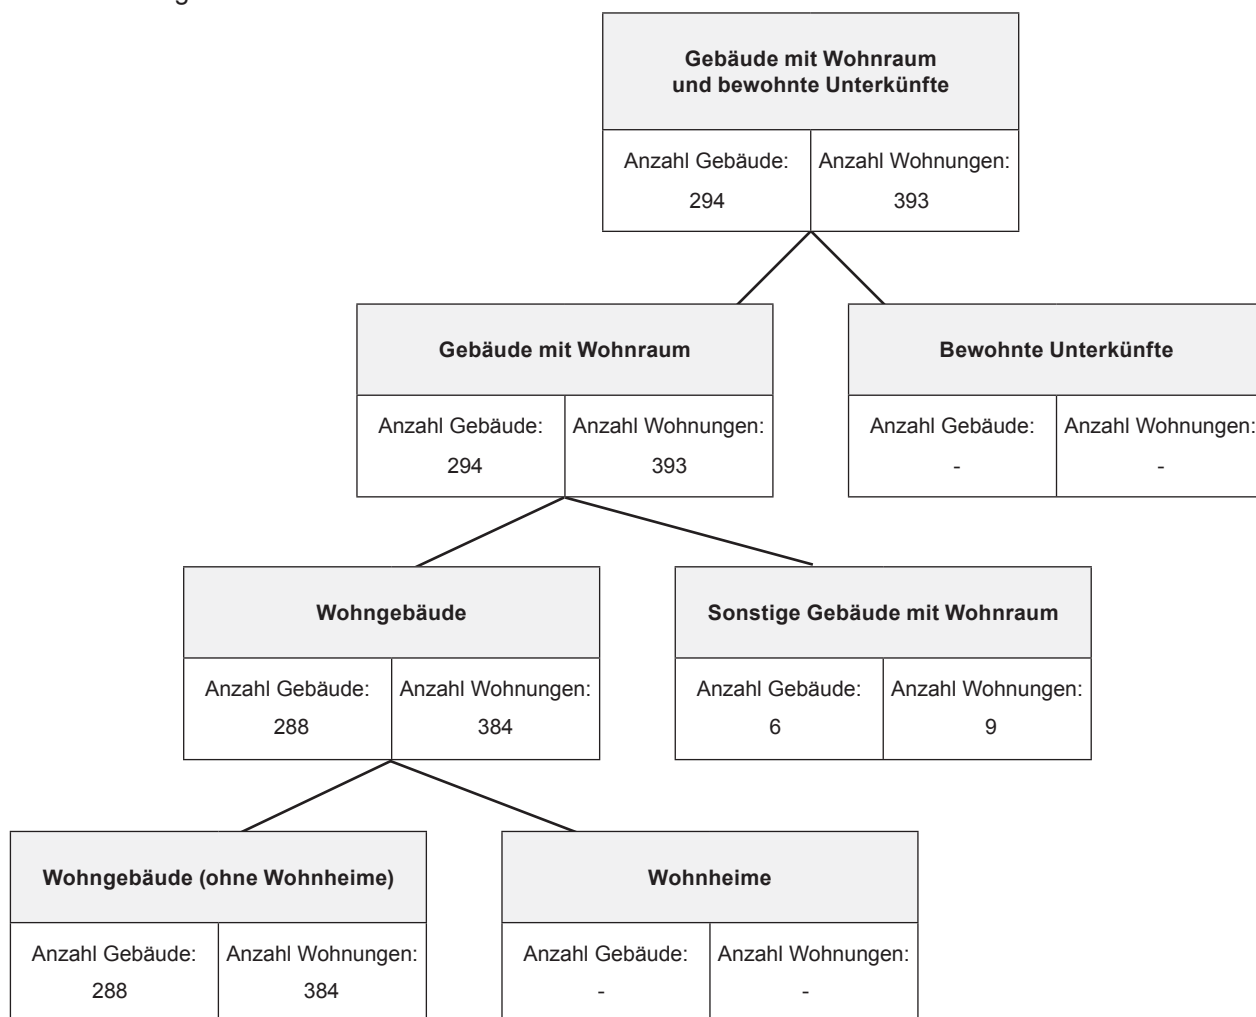 Gebäude mit Wohnraum
und bewohnte Unterkünfte
Anzahl Gebäude: Anzahl Wohnungen:
294 393
Gebäude mit Wohnraum
Bewohnte Unterkünfte
Anzahl Gebäude: Anzahl Wohnungen:
294 393
Anzahl Gebäude: Anzahl Wohnungen:
- -
Wohngebäude
Sonstige Gebäude mit Wohnraum
Anzahl Gebäude: Anzahl Wohnungen:
288 384
Anzahl Gebäude: Anzahl Wohnungen:
6 9
Wohngebäude (ohne Wohnheime)
Wohnheime
Anzahl Gebäude: Anzahl Wohnungen:
288 384
Anzahl Gebäude: Anzahl Wohnungen:
- -